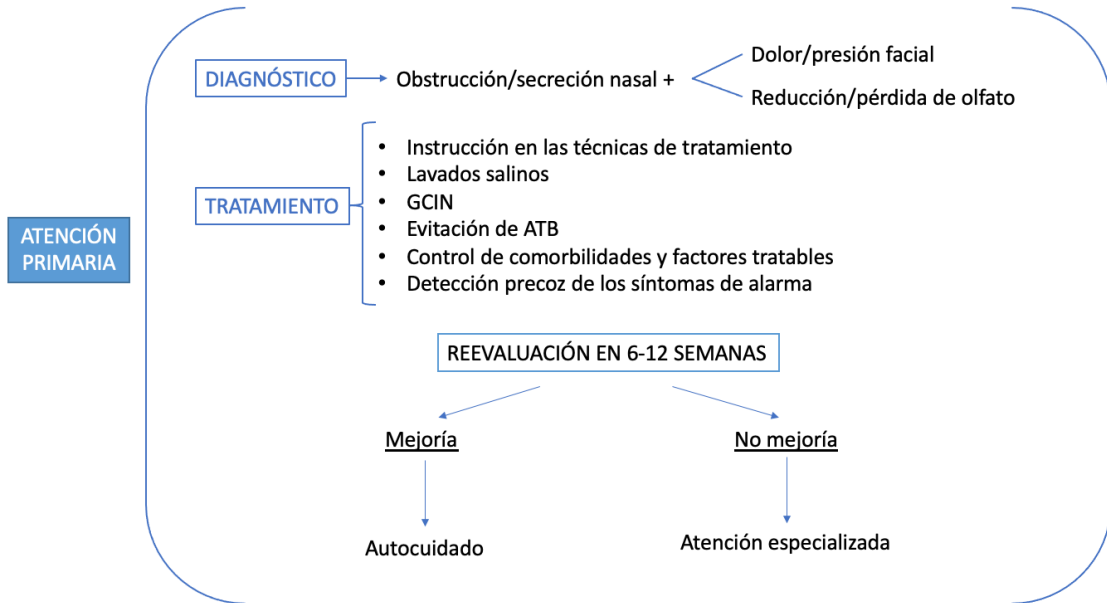 DIAGNÓSTICO
Obstrucción/secreción nasal +
Dolor/presión facial
Reducción/pérdida de olfato
TRATAMIENTO
• Instrucción en las técnicas de tratamiento
• Lavados salinos
• GCIN
• Evitación de ATB
• Control de comorbilidades y factores tratables
• Detección precoz de los síntomas de alarma
ATENCIÓN
PRIMARIA
REEVALUACIÓN EN 6-12 SEMANAS
Mejoría
No mejoría
Autocuidado
Atención especializada